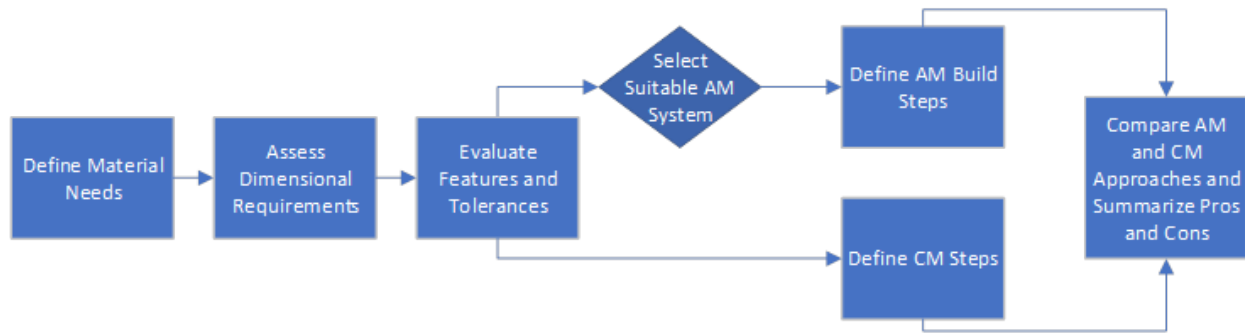 Define Material
Needs
Assess
Dimensional
Requirements
Evaluate
Features and
Tolerances
Select
Suitable AM
System
Define AM Build
Steps
Define CM Steps
Compare AM
and CM
Approaches and
Summarize Pros
and Cons